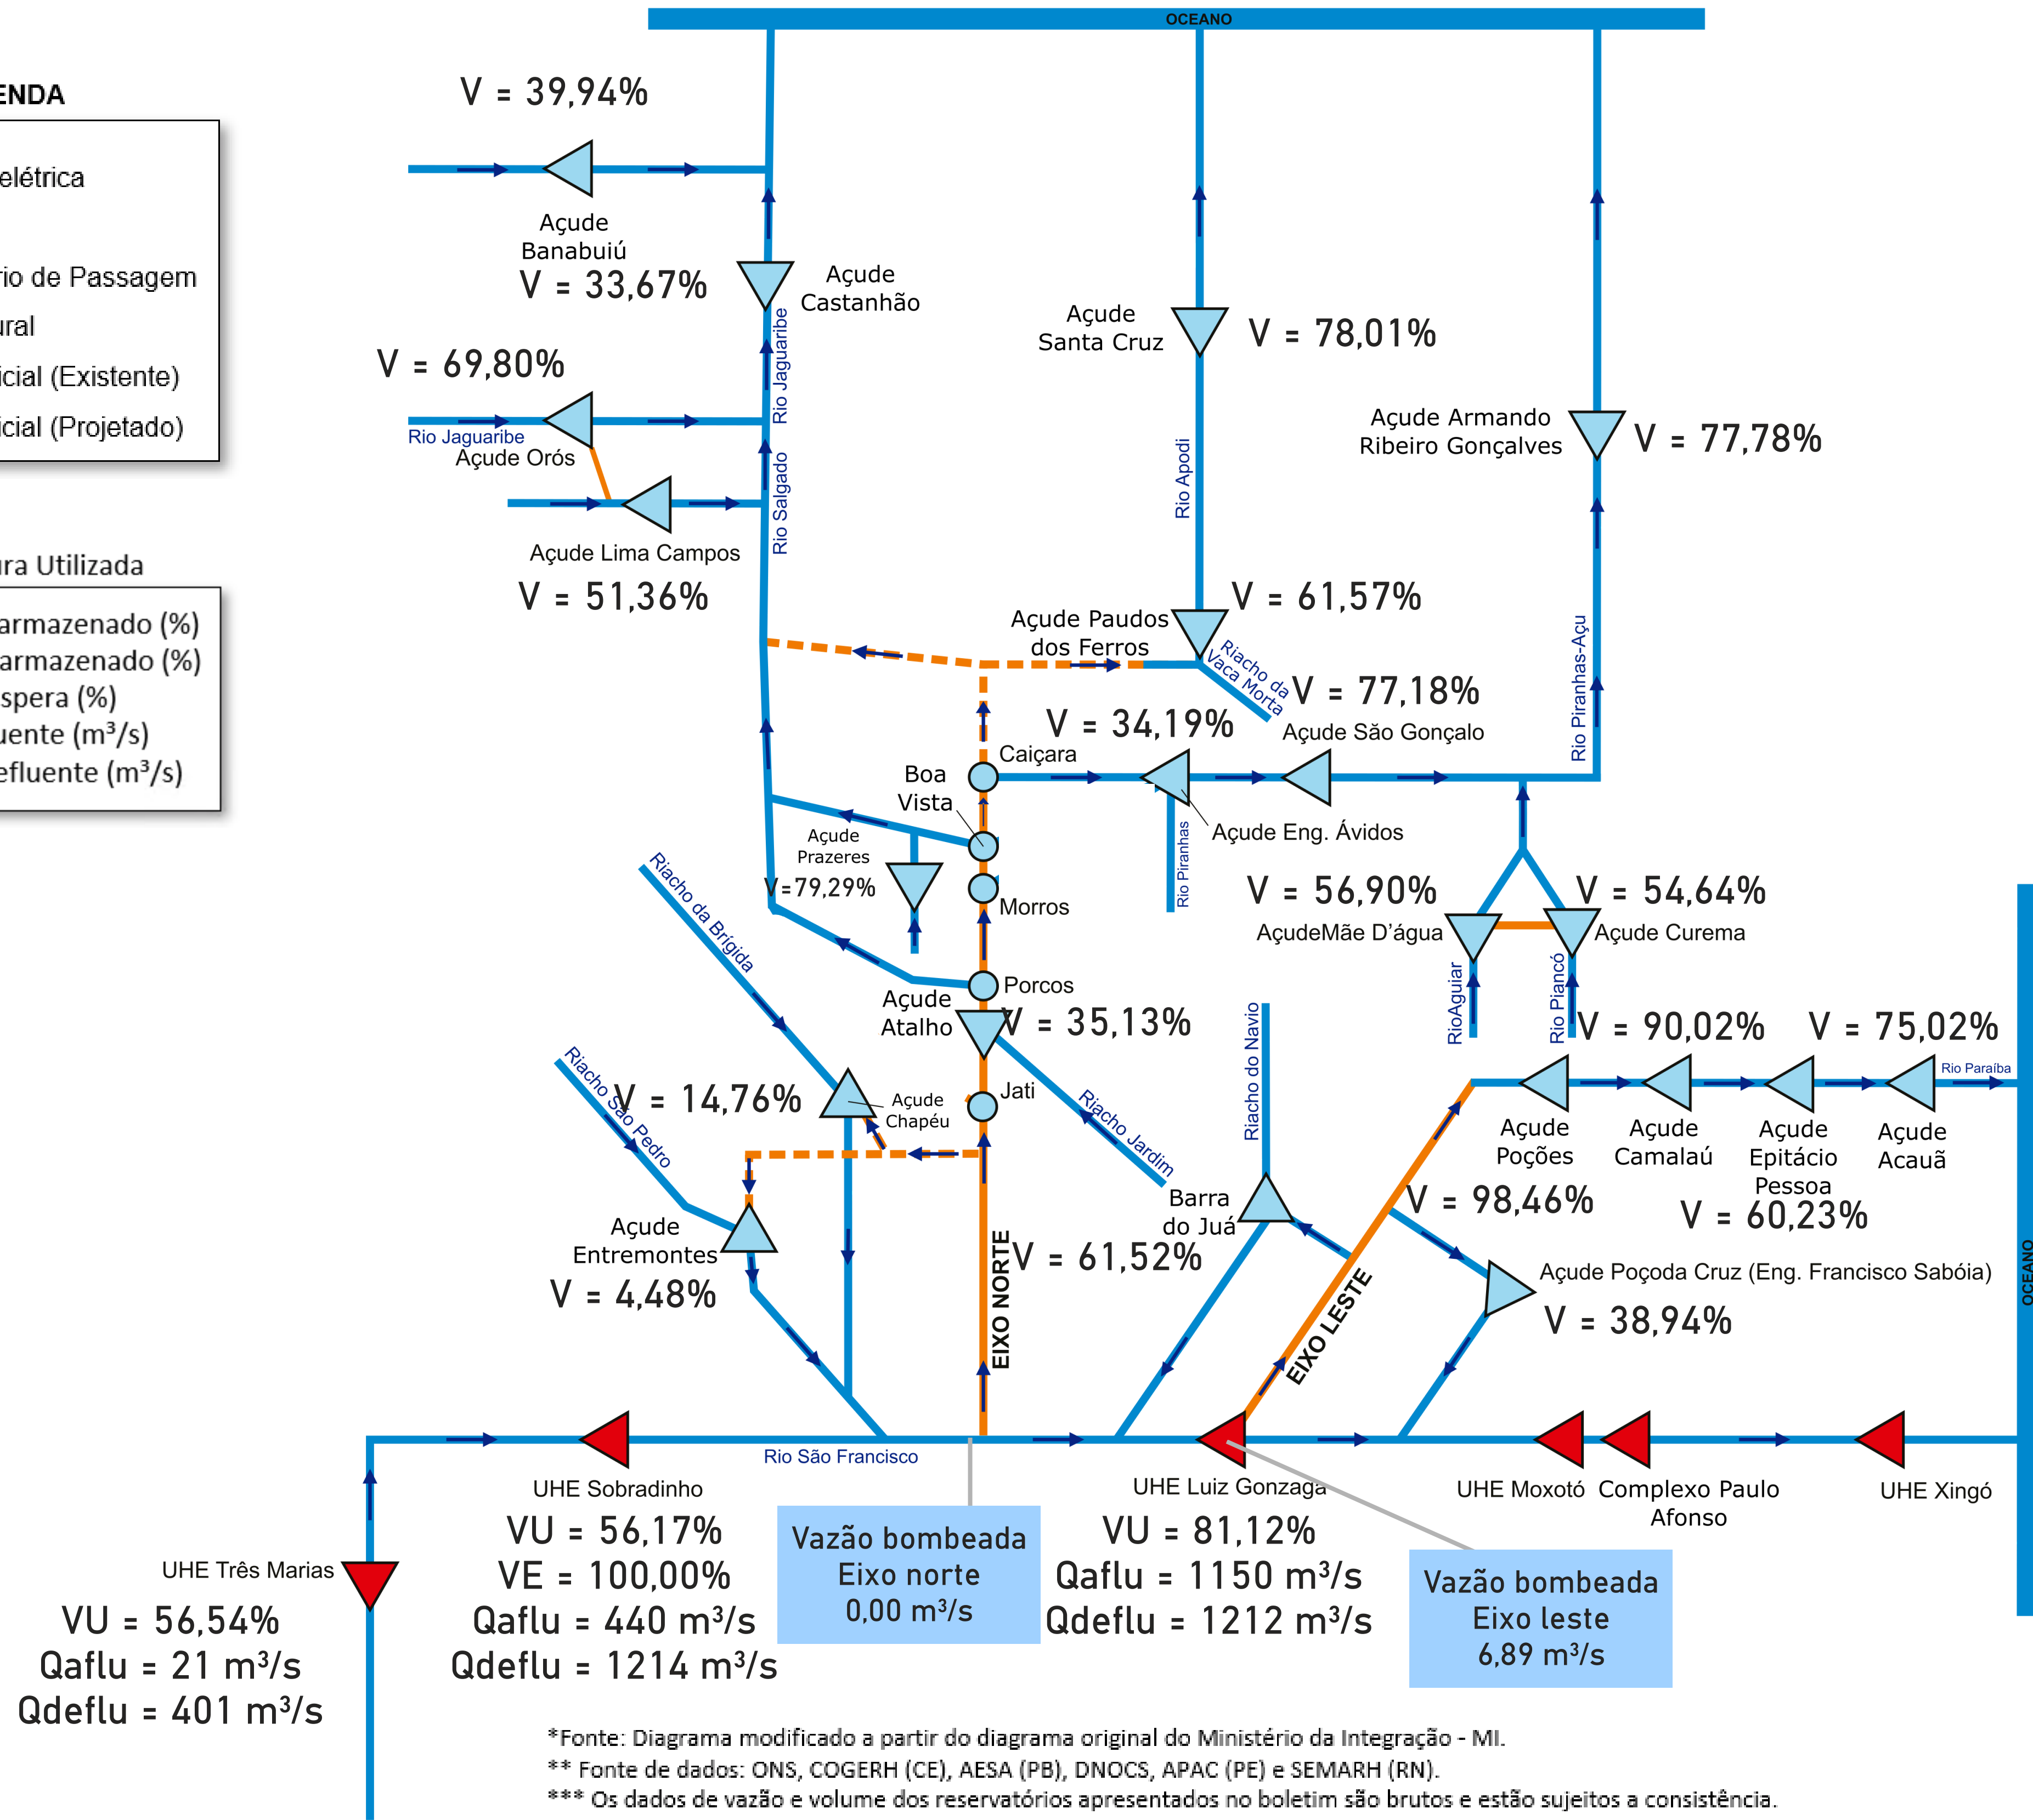 OCEANO
ENDA
elétrica
rio de Passagem
ural
icial (Existente)
icial (Projetado)
ura Utilizada
armazenado (%)
armazenado (%)
spera (%)
uente (m³/s)
efluente (m³/s)
V = 39,94%
Açude
Banabuiú
V = 33,67%
Açude
Castanhão
Rio Jaguaribe
V = 69,80%
Rio Jaguaribe
Açude Orós
Rio Salgado
Açude Lima Campos
V = 51,36%
Açude
Santa Cruz
V = 78,01%
Rio Apodi
Açude Armando
Ribeiro Gonçalves
V = 77,78%
Açude Paudos
dos Ferros
V = 61,57%
Riacho da
Vaca Morta
V = 77,18%
Açude São Gonçalo
Rio Piranhas-Açu
V = 34,19%
Caiçara
Boa
Vista
Açude Eng. Ávidos
Rio Piranhas
Açude
Prazeres
V=79,29%
Morros
Porcos
Riacho da Brígida
V = 56,90%
AçudeMãe D'água
V = 54,64%
Açude Curema
RioAguiar
Rio Piancó
Açude
Atalho
V = 35,13%
Riacho São Pedro
V = 14,76%
Açude
Chapéu
Jati
Riacho Jardim
Riacho do Navio
V = 90,02%
V = 75,02%
Rio Paraíba
Açude
Poções
Açude
Camalaú
Açude
Epitácio
Pessoa
Açude
Acauã
V = 98,46%
V = 60,23%
Açude
Entremontes
V = 4,48%
Barra
do Juá
V = 61,52%
EIXO NORTE
EIXO LESTE
Açude Poçoda Cruz (Eng. Francisco Sabóia)
V = 38,94%
OCEANO
Rio São Francisco
UHE Sobradinho
VU = 56,17%
VE = 100,00%
Qaflu = 440 m³/s
Qdeflu = 1214 m³/s
Vazão bombeada
Eixo norte
0,00 m³/s
UHE Luiz Gonzaga
VU = 81,12%
Qaflu = 1150 m³/s
Qdeflu = 1212 m³/s
Vazão bombeada
Eixo leste
6,89 m³/s
UHE Moxotó
Complexo Paulo
Afonso
UHE Xingó
UHE Três Marias
VU = 56,54%
Qaflu = 21 m³/s
Qdeflu = 401 m³/s
*Fonte: Diagrama modificado a partir do diagrama original do Ministério da Integração - MI.
** Fonte de dados: ONS, COGERH (CE), AESA (PB), DNOCS, APAC (PE) e SEMARH (RN).
*** Os dados de vazão e volume dos reservatórios apresentados no boletim são brutos e estão sujeitos a consistência.